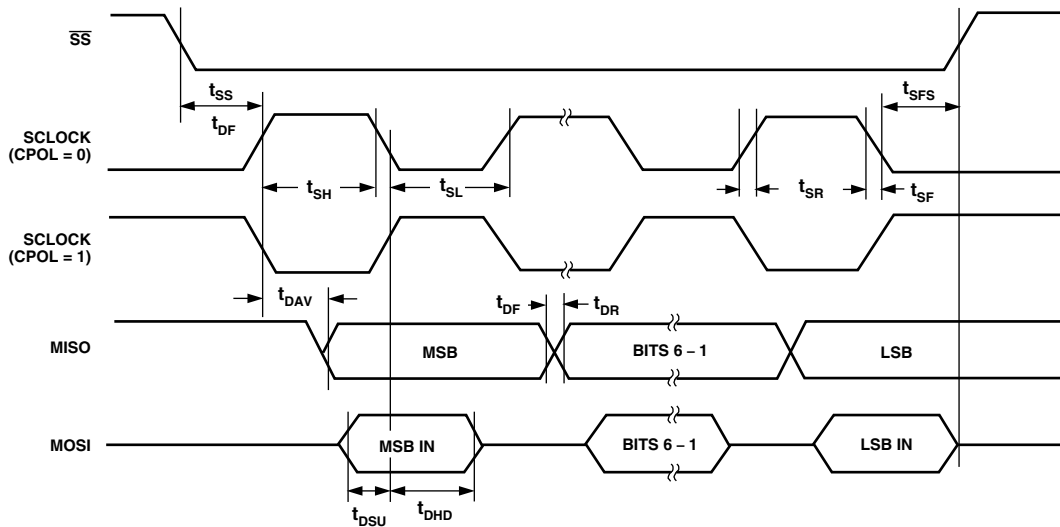 SS
tSS
tDF
tSFS
SCLOCK
(CPOL = 0)
tSH
tSL
tSR
tSF
SCLOCK
(CPOL = 1)
tDAV
tDF
tDR
MISO
MSB
BITS 6 – 1
LSB
MOSI
MSB IN
BITS 6 – 1
LSB IN
tDSU
tDHD